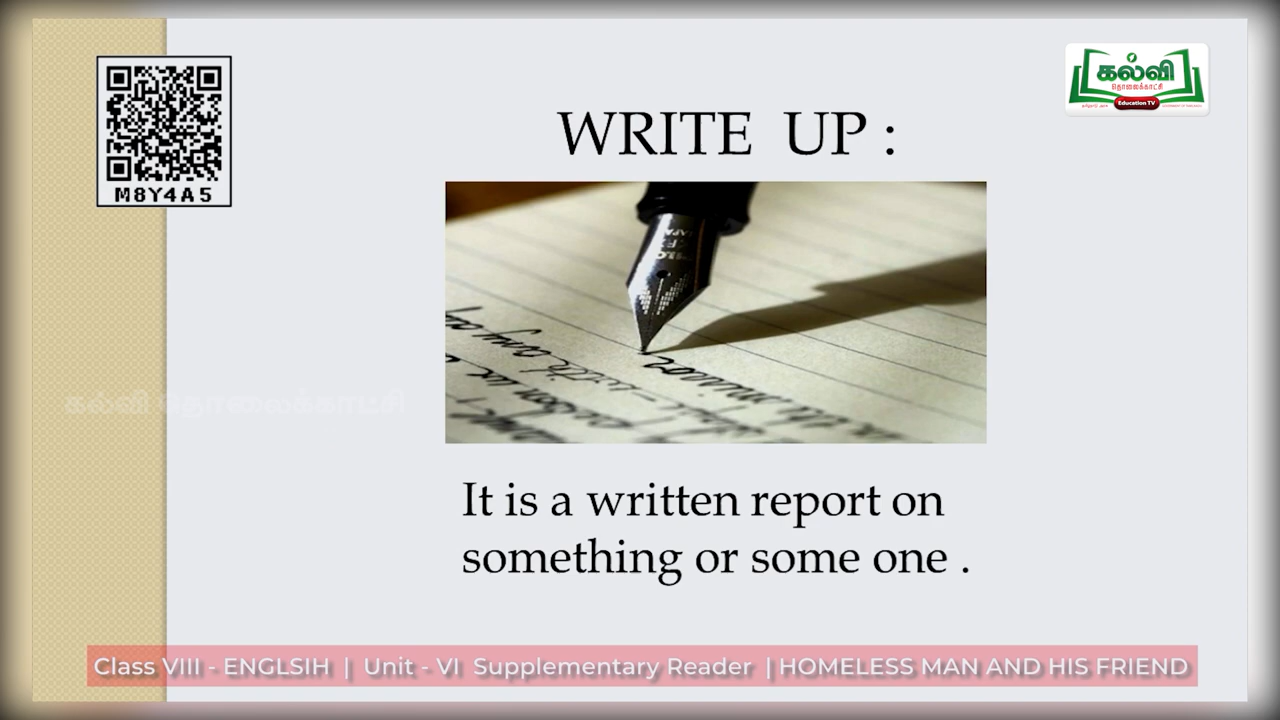 M8Y4A5
கல்வி
தொலைக்காட்சி
Education TV
WRITE UP :
கல்வி தொலைக்காட்சி
It is a written report on
something or some one .
Class VIII - ENGLSIH | Unit - VI Supplementary Reader | HOMELESS MAN AND HIS FRIEND